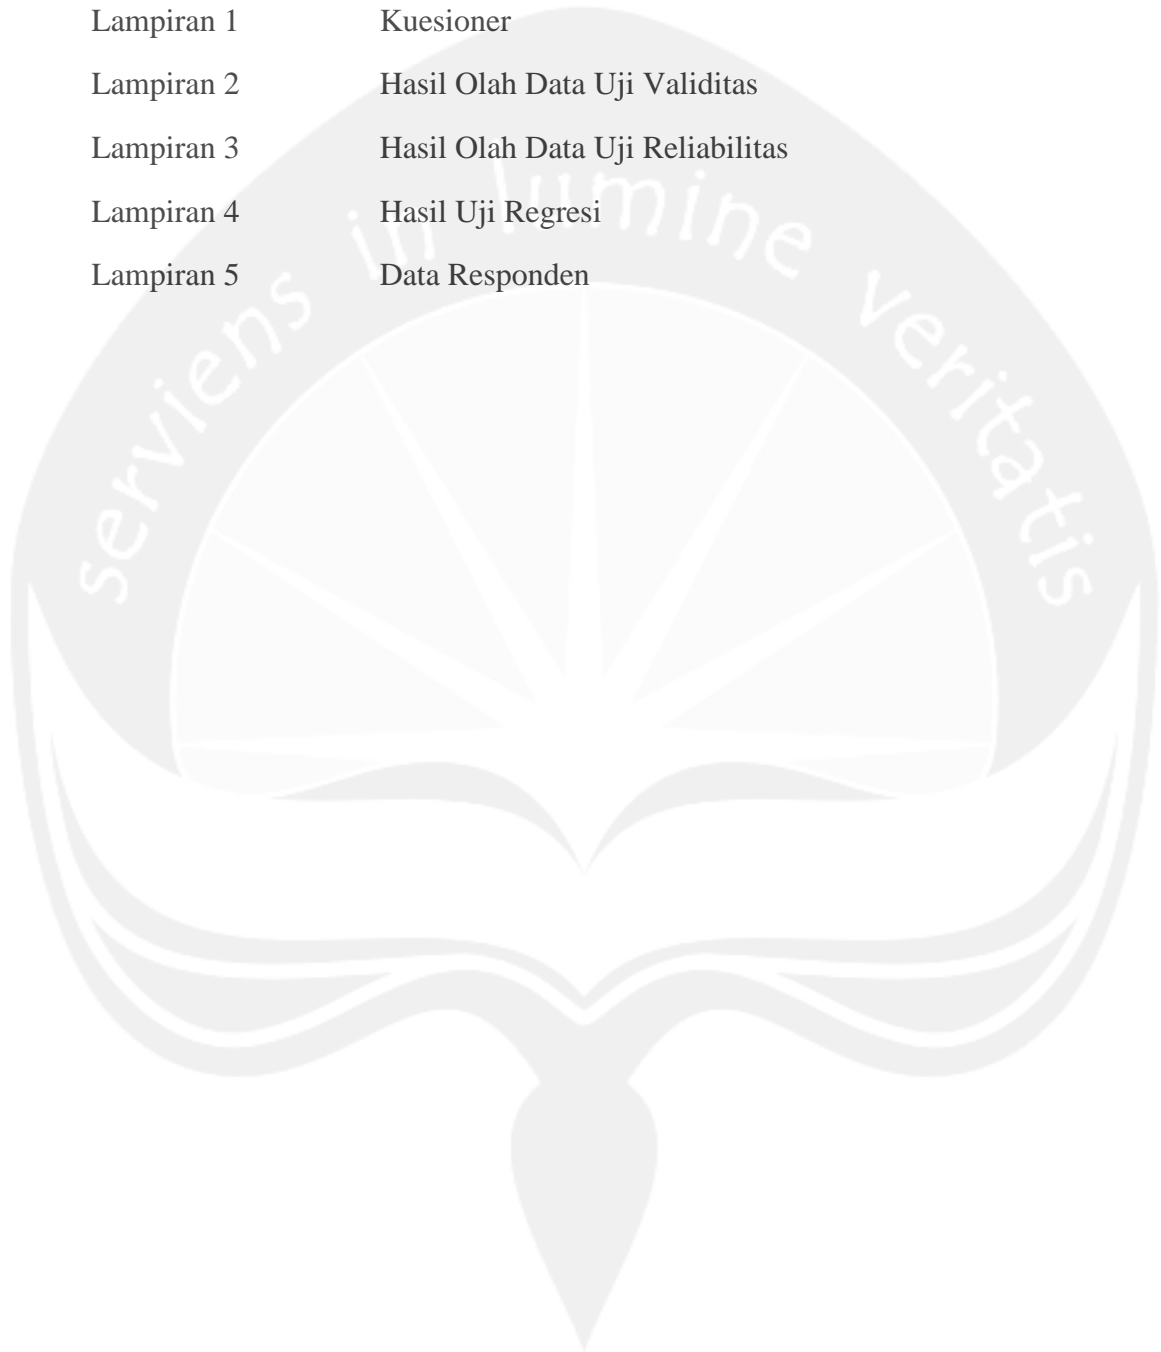 Lampiran 1 Kuesioner
Lampiran 2 Hasil Olah Data Uji Validitas
Lampiran 3 Hasil Olah Data Uji Reliabilitas
Lampiran 4 Hasil Uji Regresi
Lampiran 5 Data Responden
serviens in lumine veritatis